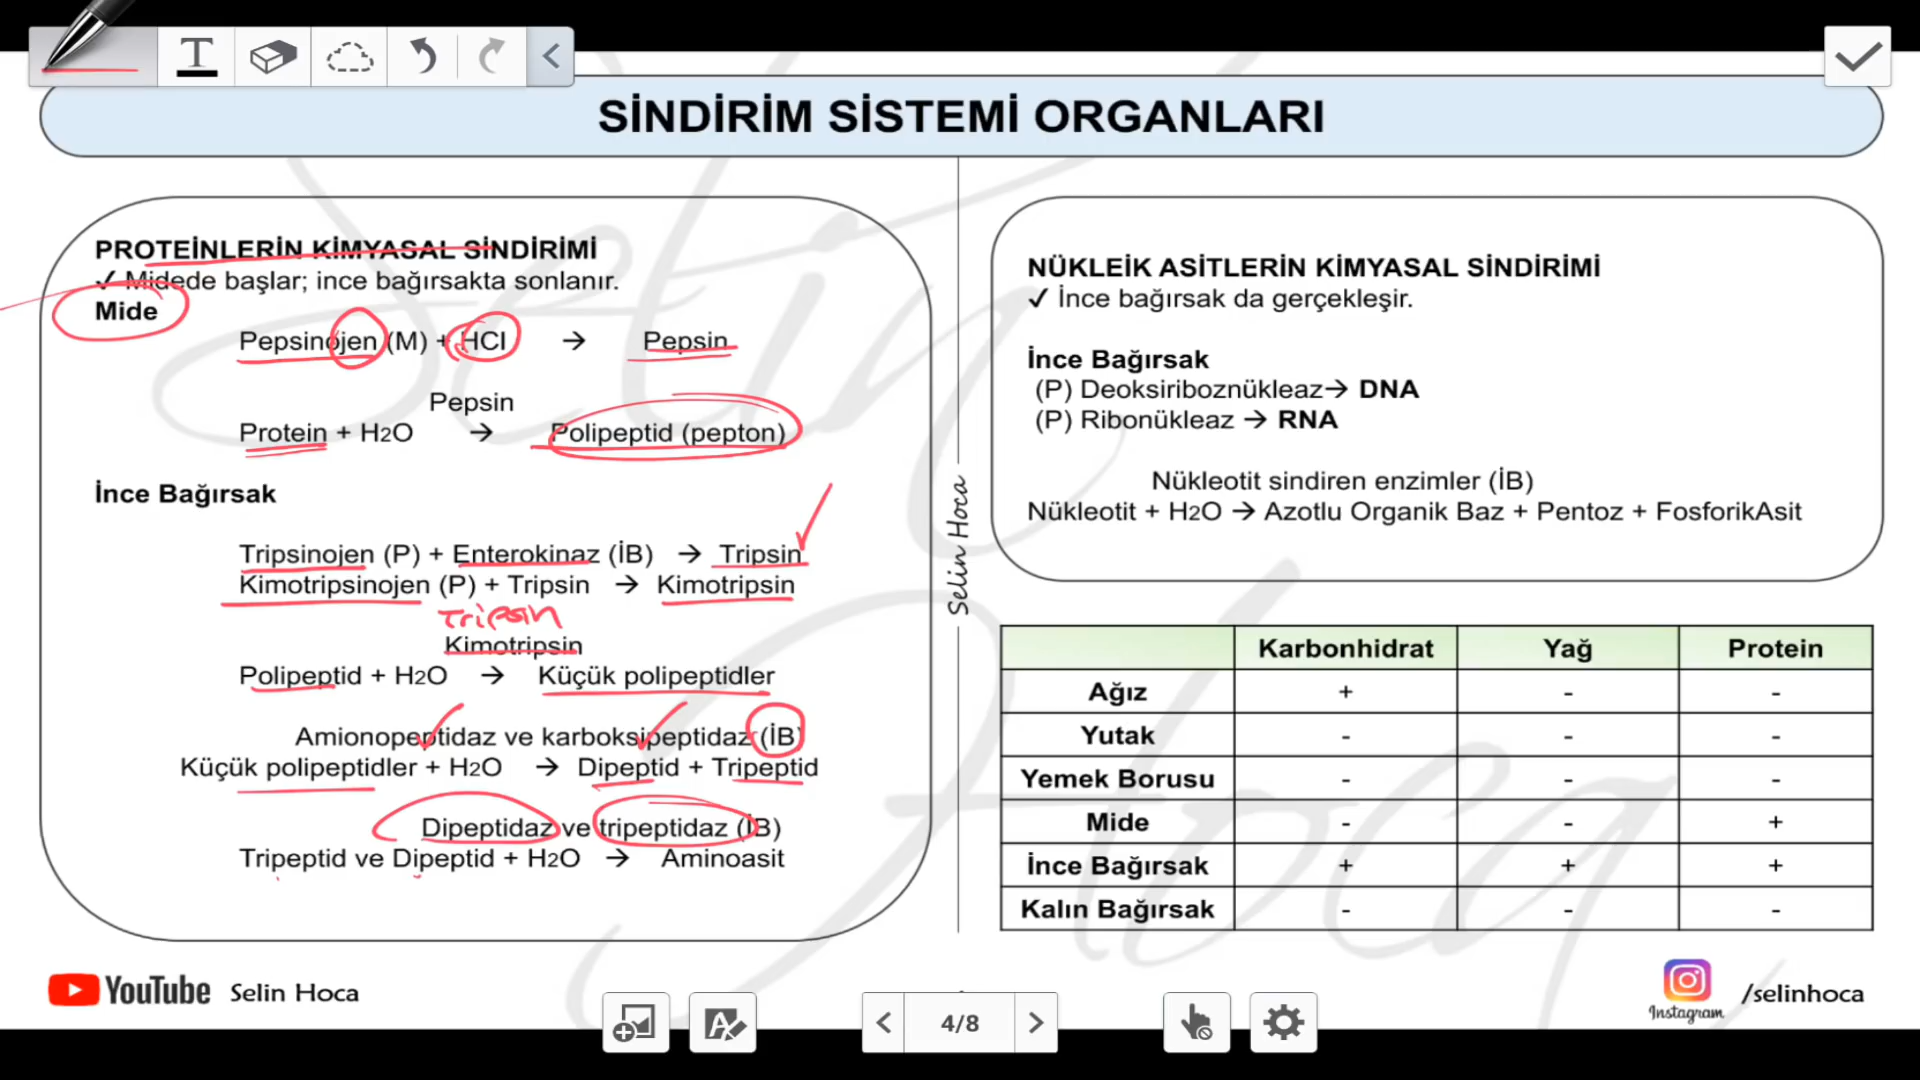 SİNDİRİM SİSTEMİ ORGANLARI
PROTEİNLERİN KİMYASAL SİNDİRİMİ
✓ Midede başlar; ince bağırsakta sonlanır.
Mide
Pepsinojen (M) + HCl → Pepsin
Pepsin
Protein + H2O → Polipeptid (pepton)
İnce Bağırsak
Tripsinojen (P) + Enterokinaz (İB) → Tripsin
Kimotripsinojen (P) + Tripsin → Kimotripsin
Tripsin
Kimotripsin
Polipeptid + H2O → Küçük polipeptidler
Amionopeptidaz ve karboksipeptidaz (İB)
Küçük polipeptidler + H2O → Dipeptid + Tripeptid
Dipeptidaz ve tripeptidaz (İB)
Tripeptid ve Dipeptid + H2O → Aminoasit
Selin Hoca
NÜKLEİK ASİTLERİN KİMYASAL SİNDİRİMİ
✓ İnce bağırsak da gerçekleşir.
İnce Bağırsak
(P) Deoksiriboznükleaz→ DNA
(P) Ribonükleaz → RNA
Nükleotit sindiren enzimler (İB)
Nükleotit + H2O → Azotlu Organik Baz + Pentoz + FosforikAsit
Karbonhidrat Yağ Protein
Ağız + - -
Yutak - - -
Yemek Borusu - - -
Mide - - +
İnce Bağırsak + + +
Kalın Bağırsak - - -
YouTube Selin Hoca
4/8
Instagram /selinhoca
Selin Hoca